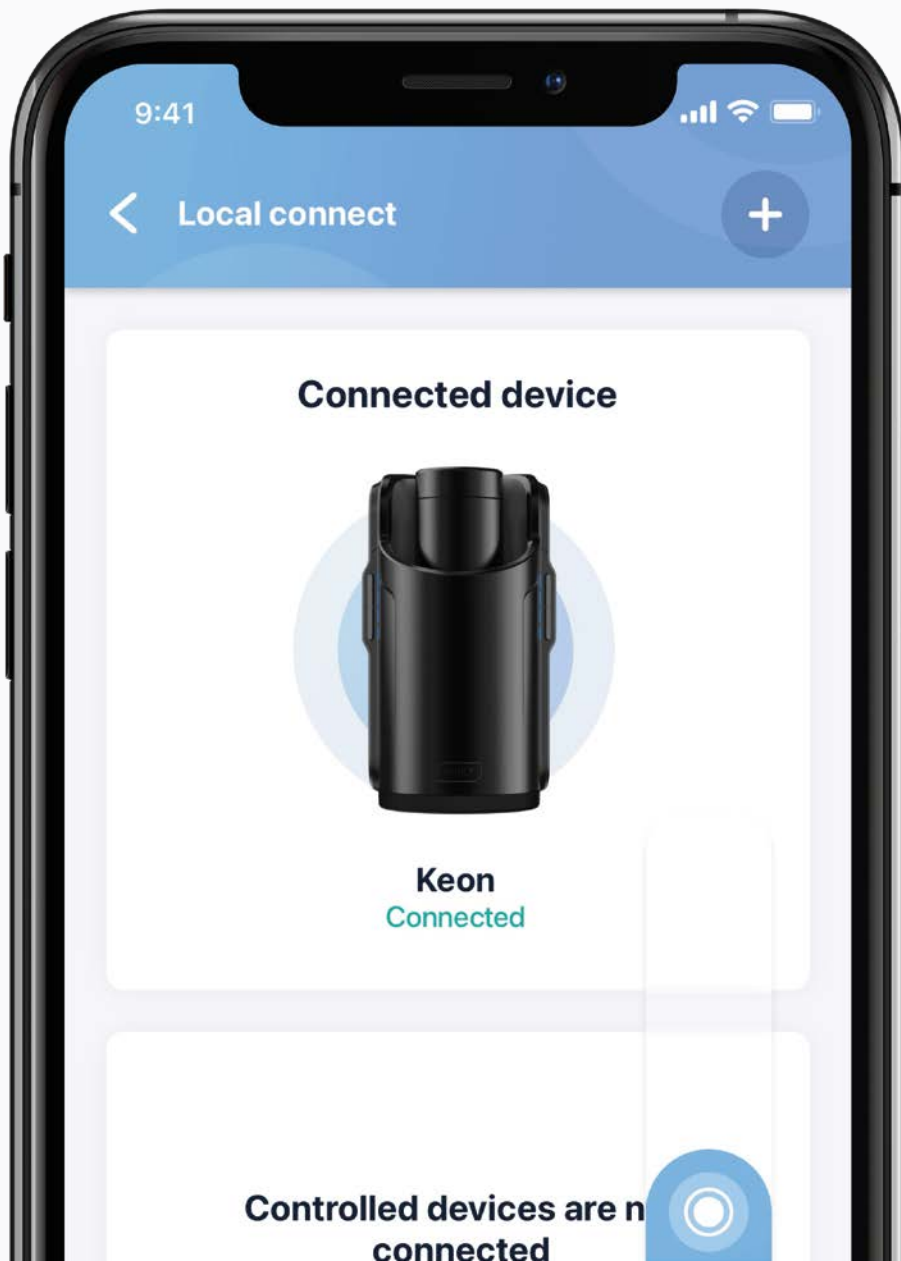 9:41
Local connect
Connected device
Keon
Connected
Controlled devices are n
connected